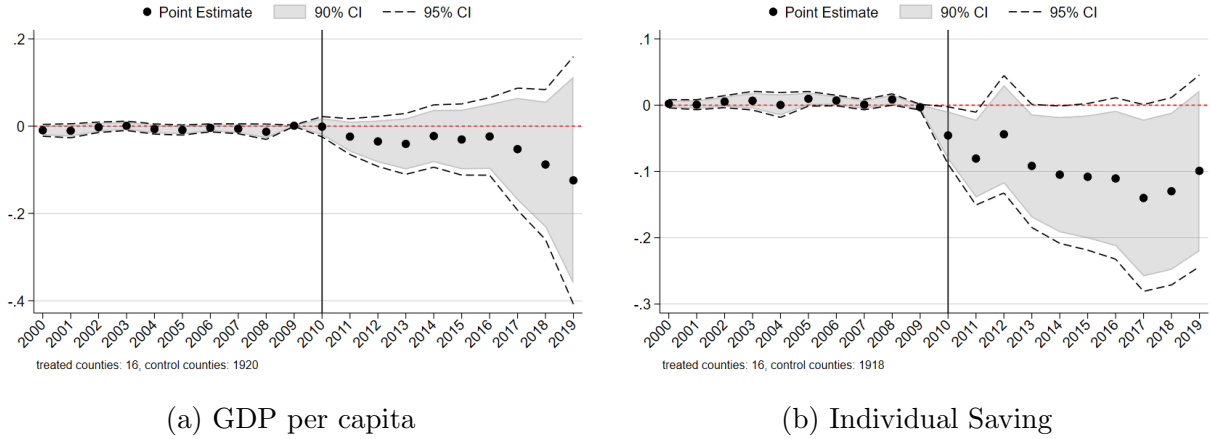 Point Estimate 90% CI 95% CI
.2
0
-.2
-.4
2000 2001 2002 2003 2004 2005 2006 2007 2008 2009 2010 2011 2012 2013 2014 2015 2016 2017 2018 2019
treated counties: 16, control counties: 1920
(a) GDP per capita
Point Estimate 90% CI 95% CI
.1
0
-.1
-.2
-.3
2000 2001 2002 2003 2004 2005 2006 2007 2008 2009 2010 2011 2012 2013 2014 2015 2016 2017 2018 2019
treated counties: 16, control counties: 1918
(b) Individual Saving